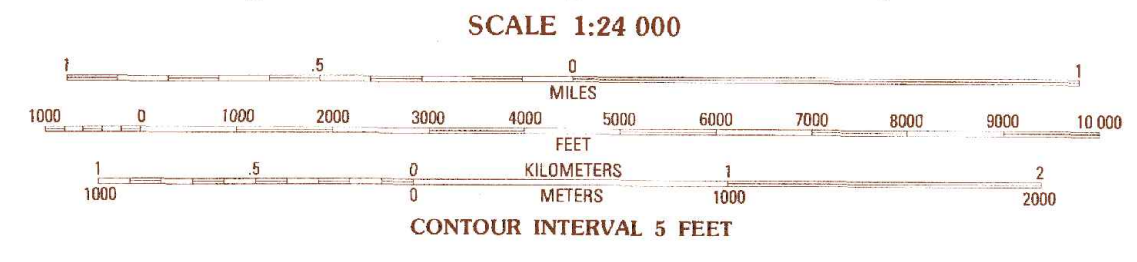 SCALE 1:24 000
1 .5 0 1
MILES
1000 0 1000 2000 3000 4000 5000 6000 7000 8000 9000 10 000
FEET
1 .5 0 KILOMETERS 1 2
1000 0 METERS 1000 2000
CONTOUR INTERVAL 5 FEET